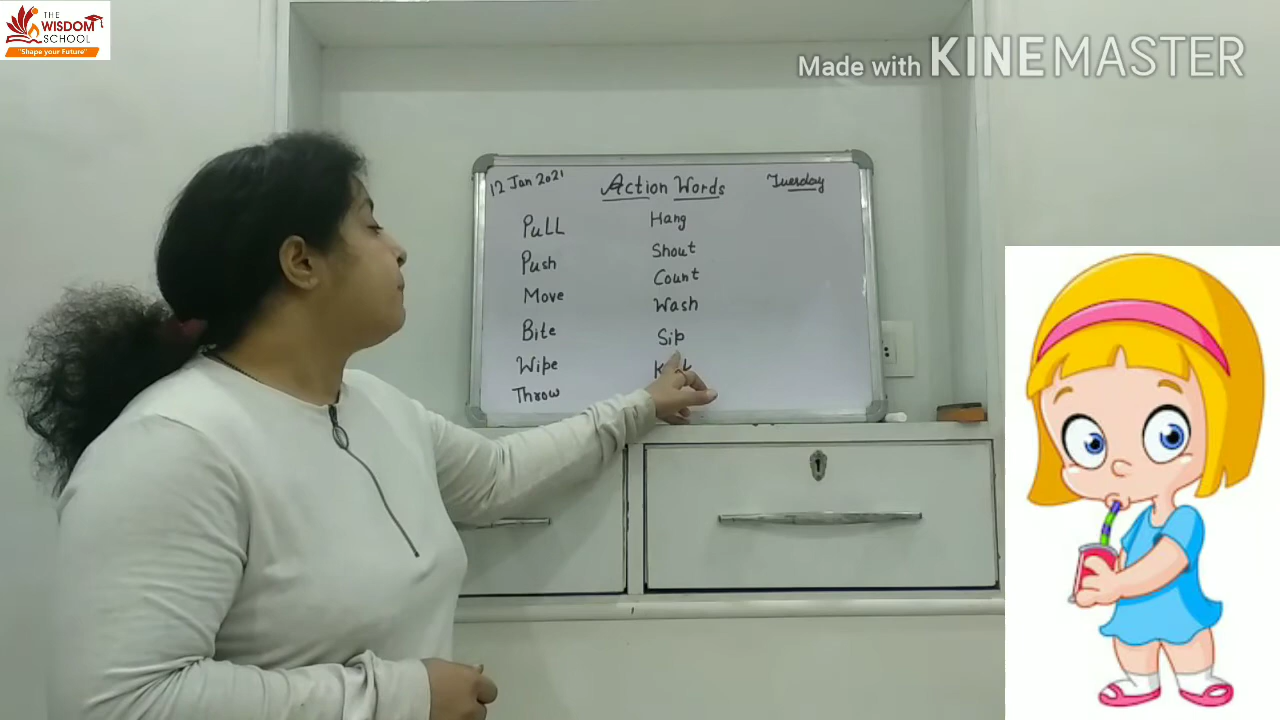 THE
WISDOM
SCHOOL
"Shape your Future"
Made with KINEMASTER
12 Jan 2021
Action Words
Tuesday
PuLL
Push
Move
Bite
Wipe
Throw
Hang
Shout
Count
Wash
Sip